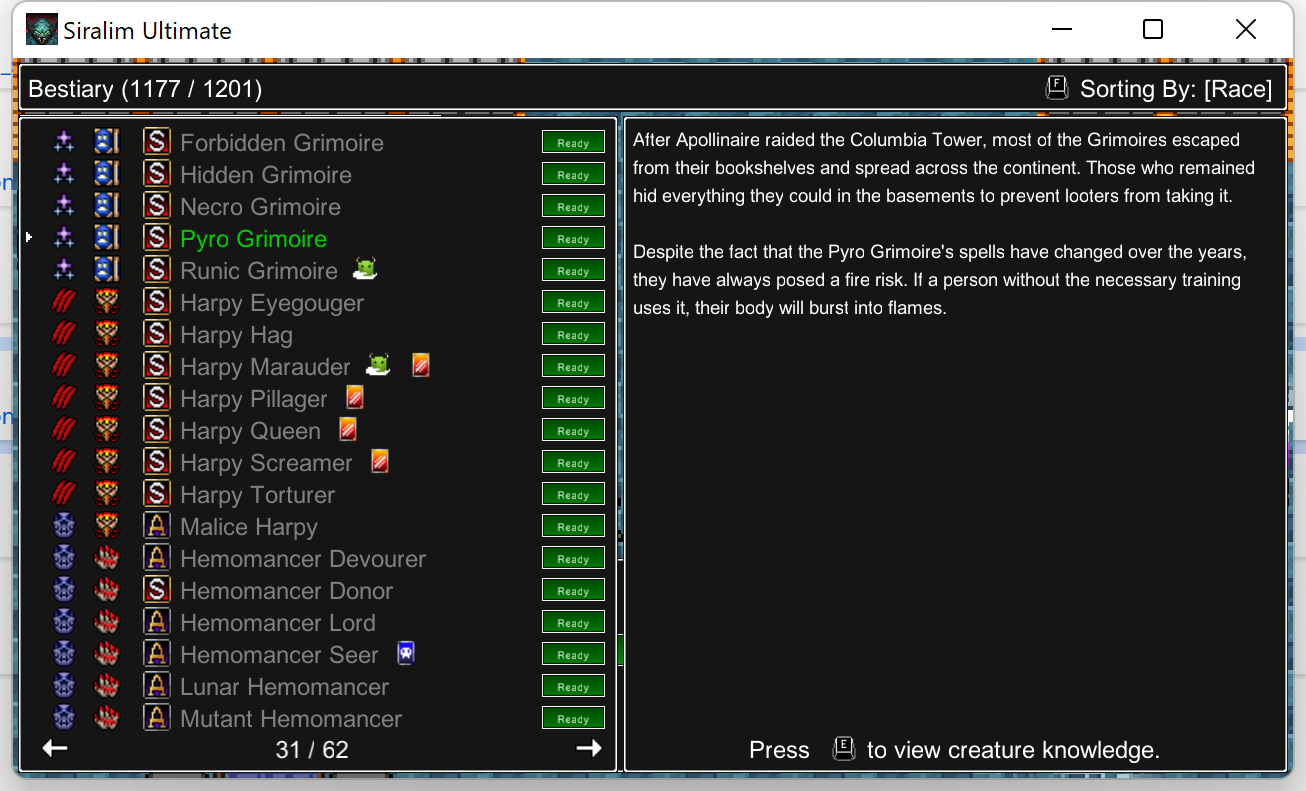 Siralim Ultimate
Bestiary (1177 / 1201)
F Sorting By: [Race]
S Forbidden Grimoire Ready
S Hidden Grimoire Ready
S Necro Grimoire Ready
S Pyro Grimoire Ready
S Runic Grimoire Ready
S Harpy Eyegouger Ready
S Harpy Hag Ready
S Harpy Marauder Ready
S Harpy Pillager Ready
S Harpy Queen Ready
S Harpy Screamer Ready
S Harpy Torturer Ready
A Malice Harpy Ready
A Hemomancer Devourer Ready
S Hemomancer Donor Ready
A Hemomancer Lord Ready
A Hemomancer Seer Ready
A Lunar Hemomancer Ready
A Mutant Hemomancer Ready
31 / 62
After Apollinaire raided the Columbia Tower, most of the Grimoires escaped
from their bookshelves and spread across the continent. Those who remained
hid everything they could in the basements to prevent looters from taking it.
Despite the fact that the Pyro Grimoire's spells have changed over the years,
they have always posed a fire risk. If a person without the necessary training
uses it, their body will burst into flames.
Press E to view creature knowledge.